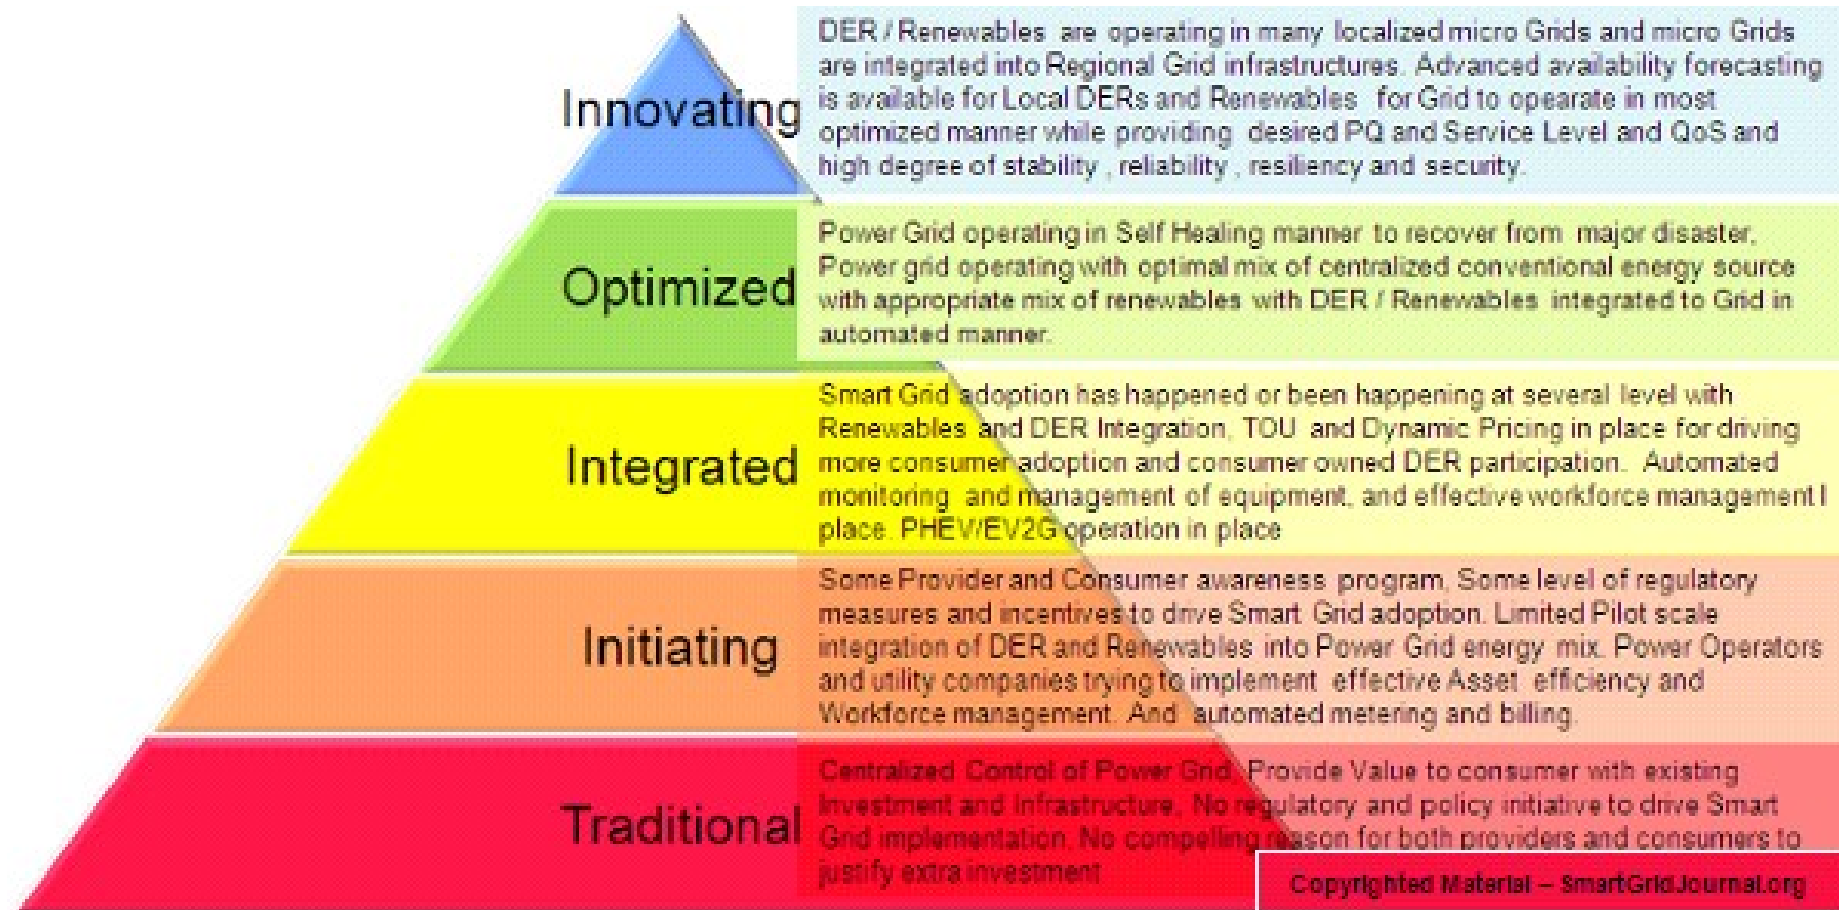 Innovating
DER / Renewables are operating in many localized micro Grids and micro Grids
are integrated into Regional Grid infrastructures. Advanced availability forecasting
is available for Local DERs and Renewables for Grid to opearate in most
optimized manner while providing desired PQ and Service Level and QoS and
high degree of stability , reliability , resiliency and security.
Optimized
Power Grid operating in Self Healing manner to recover from major disaster,
Power grid operating with optimal mix of centralized conventional energy source
with appropriate mix of renewables with DER / Renewables integrated to Grid in
automated manner.
Integrated
Smart Grid adoption has happened or been happening at several level with
Renewables and DER Integration, TOU and Dynamic Pricing in place for driving
more consumer adoption and consumer owned DER participation. Automated
monitoring and management of equipment, and effective workforce management I
place. PHEV/EV2G operation in place
Initiating
Some Provider and Consumer awareness program, Some level of regulatory
measures and incentives to drive Smart Grid adoption. Limited Pilot scale
integration of DER and Renewables into Power Grid energy mix. Power Operators
and utility companies trying to implement effective Asset efficiency and
Workforce management. And automated metering and billing.
Traditional
Centralized Control of Power Grid, Provide Value to consumer with existing
Investment and Infrastructure, No regulatory and policy initiative to drive Smart
Grid implementation. No compelling reason for both providers and consumers to
justify extra investment
Copyrighted Material – SmartGridJournal.org